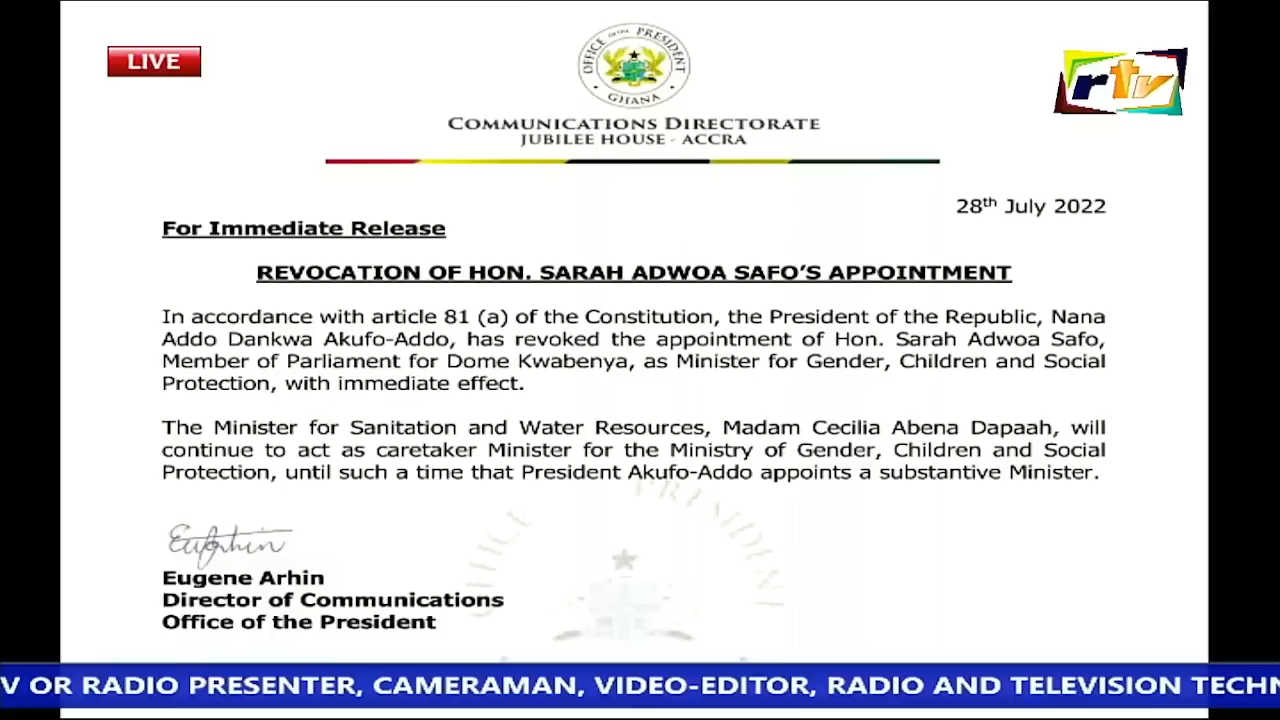 LIVE
OFFICE OF THE PRESIDENT
GHANA
rtv
COMMUNICATIONS DIRECTORATE
JUBILEE HOUSE - ACCRA
28th July 2022
For Immediate Release
REVOCATION OF HON. SARAH ADWOA SAFO'S APPOINTMENT
In accordance with article 81 (a) of the Constitution, the President of the Republic, Nana
Addo Dankwa Akufo-Addo, has revoked the appointment of Hon. Sarah Adwoa Safo,
Member of Parliament for Dome Kwabenya, as Minister for Gender, Children and Social
Protection, with immediate effect.
The Minister for Sanitation and Water Resources, Madam Cecilia Abena Dapaah, will
continue to act as caretaker Minister for the Ministry of Gender, Children and Social
Protection, until such a time that President Akufo-Addo appoints a substantive Minister.
Eugene Arhin
Director of Communications
Office of the President
V OR RADIO PRESENTER, CAMERAMAN, VIDEO-EDITOR, RADIO AND TELEVISION TECHN